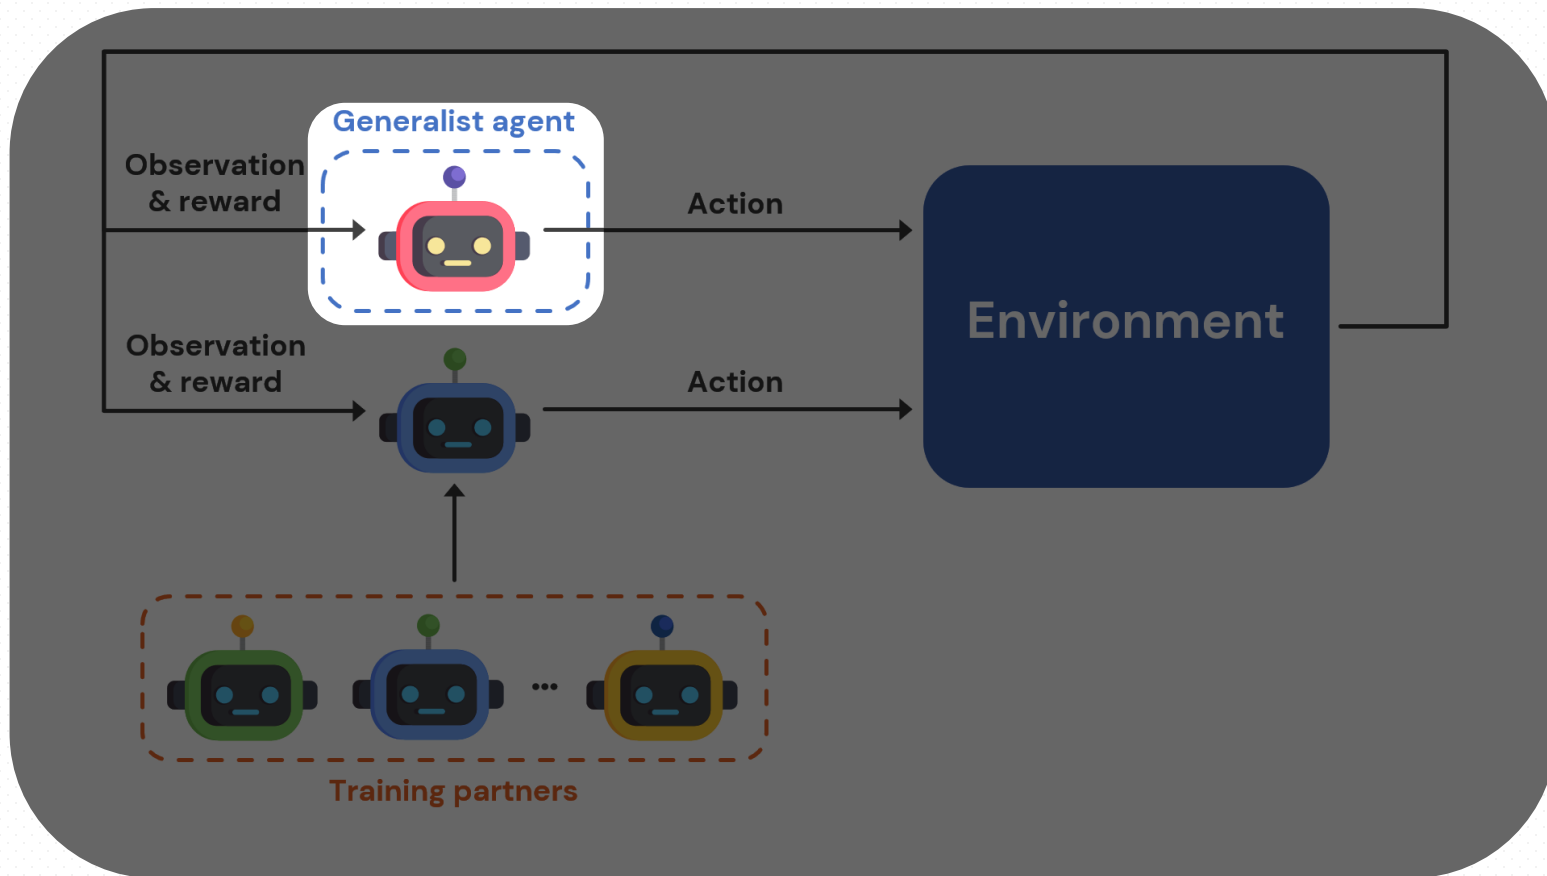 Generalist agent
Observation
& reward
Action
Environment
Observation
& reward
Action
...
Training partners